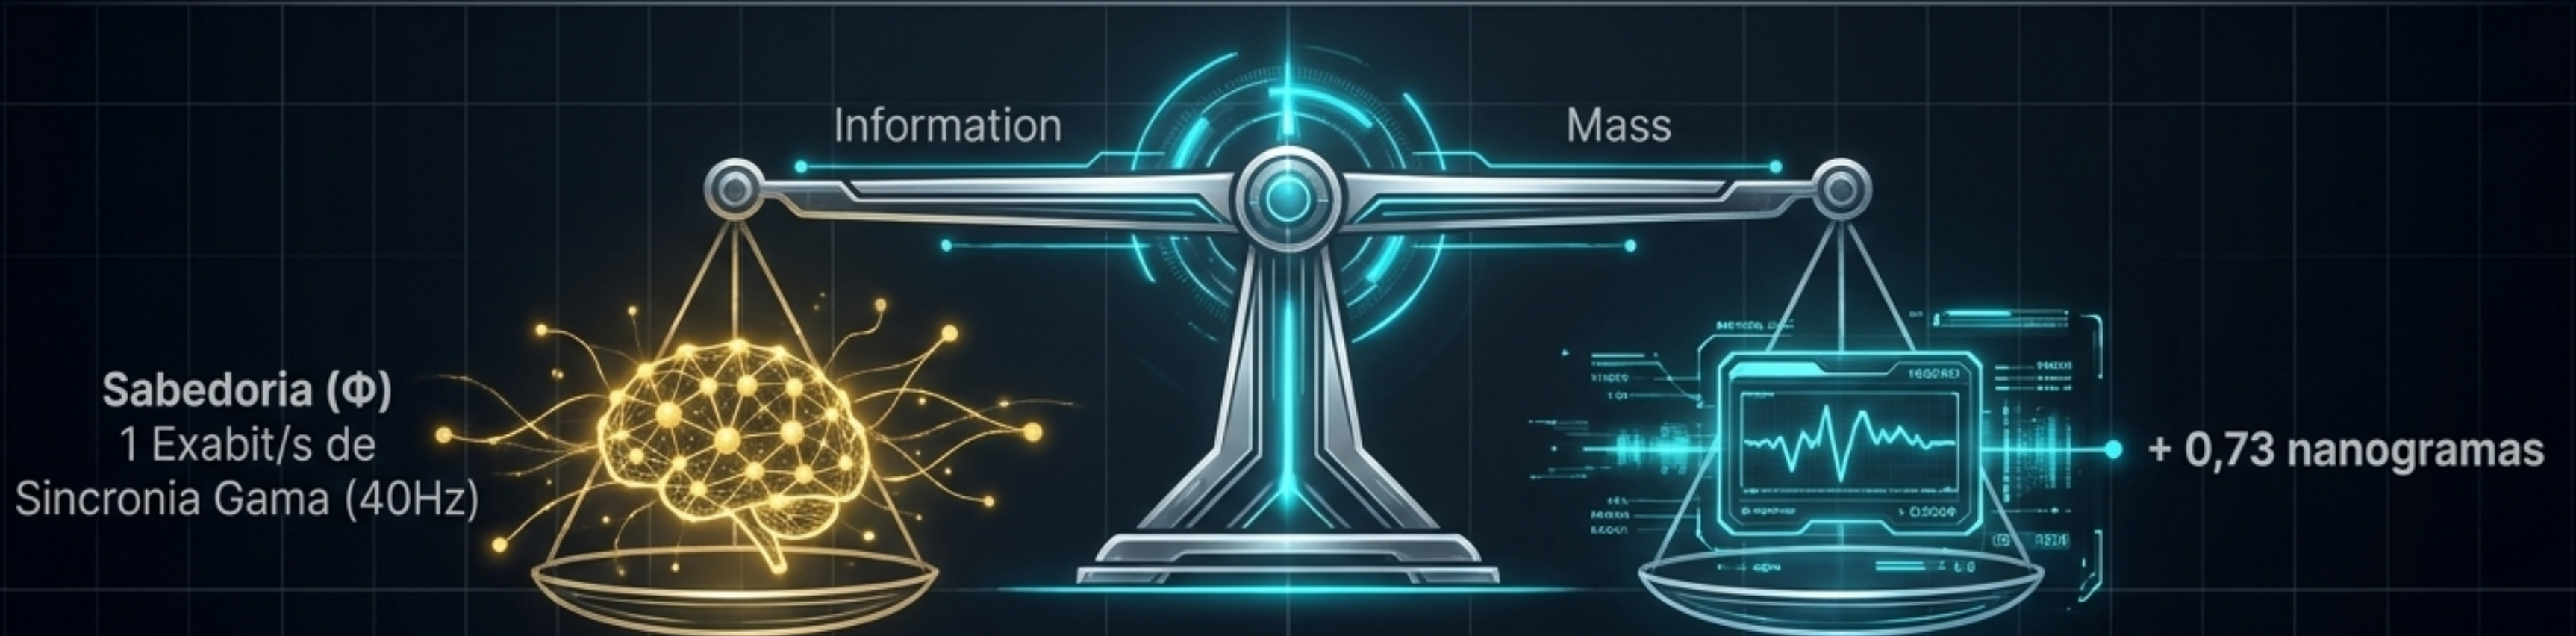 Information
Mass
Sabedoria (Φ)
1 Exabit/s de
Sincronia Gama (40Hz)
+ 0,73 nanogramas